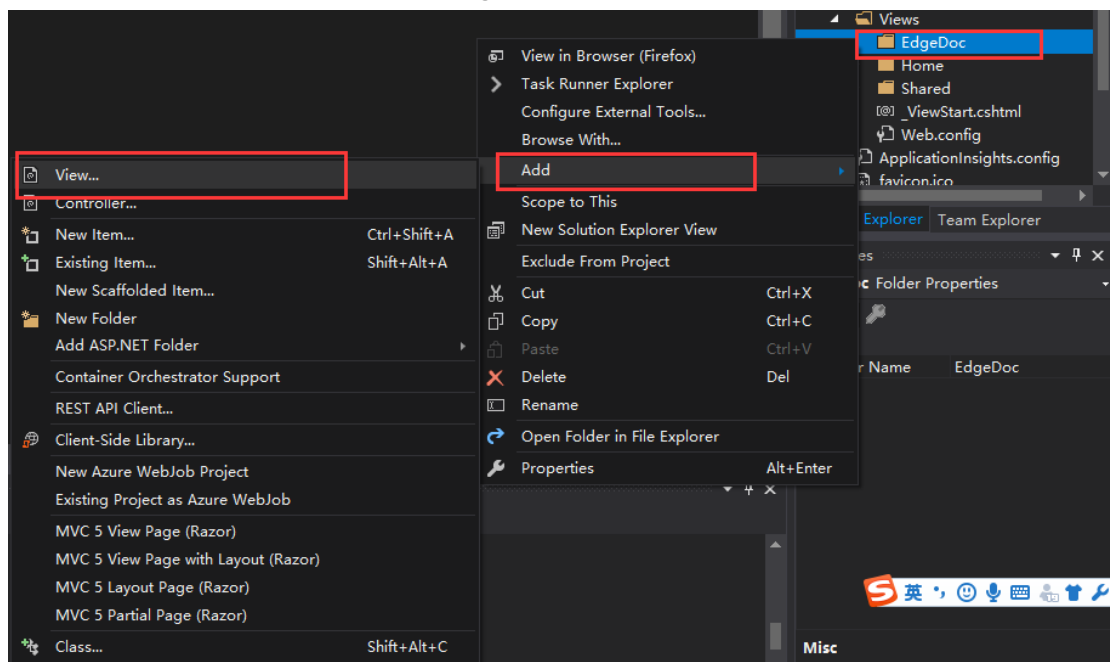 View...
Controller...
New Item... Ctrl+Shift+A
Existing Item... Shift+Alt+A
New Scaffolded Item...
New Folder
Add ASP.NET Folder
Container Orchestrator Support
REST API Client...
Client-Side Library...
New Azure WebJob Project
Existing Project as Azure WebJob
MVC 5 View Page (Razor)
MVC 5 View Page with Layout (Razor)
MVC 5 Layout Page (Razor)
MVC 5 Partial Page (Razor)
Class... Shift+Alt+C
View in Browser (Firefox)
Task Runner Explorer
Configure External Tools...
Browse With...
Add
Scope to This
New Solution Explorer View
Exclude From Project
Cut Ctrl+X
Copy Ctrl+C
Paste Ctrl+V
Delete Del
Rename
Open Folder in File Explorer
Properties Alt+Enter
Views
EdgeDoc
Home
Shared
_ViewStart.cshtml
Web.config
ApplicationInsights.config
favicon.ico
Explorer Team Explorer
es
c Folder Properties
r Name EdgeDoc
S 英
Misc